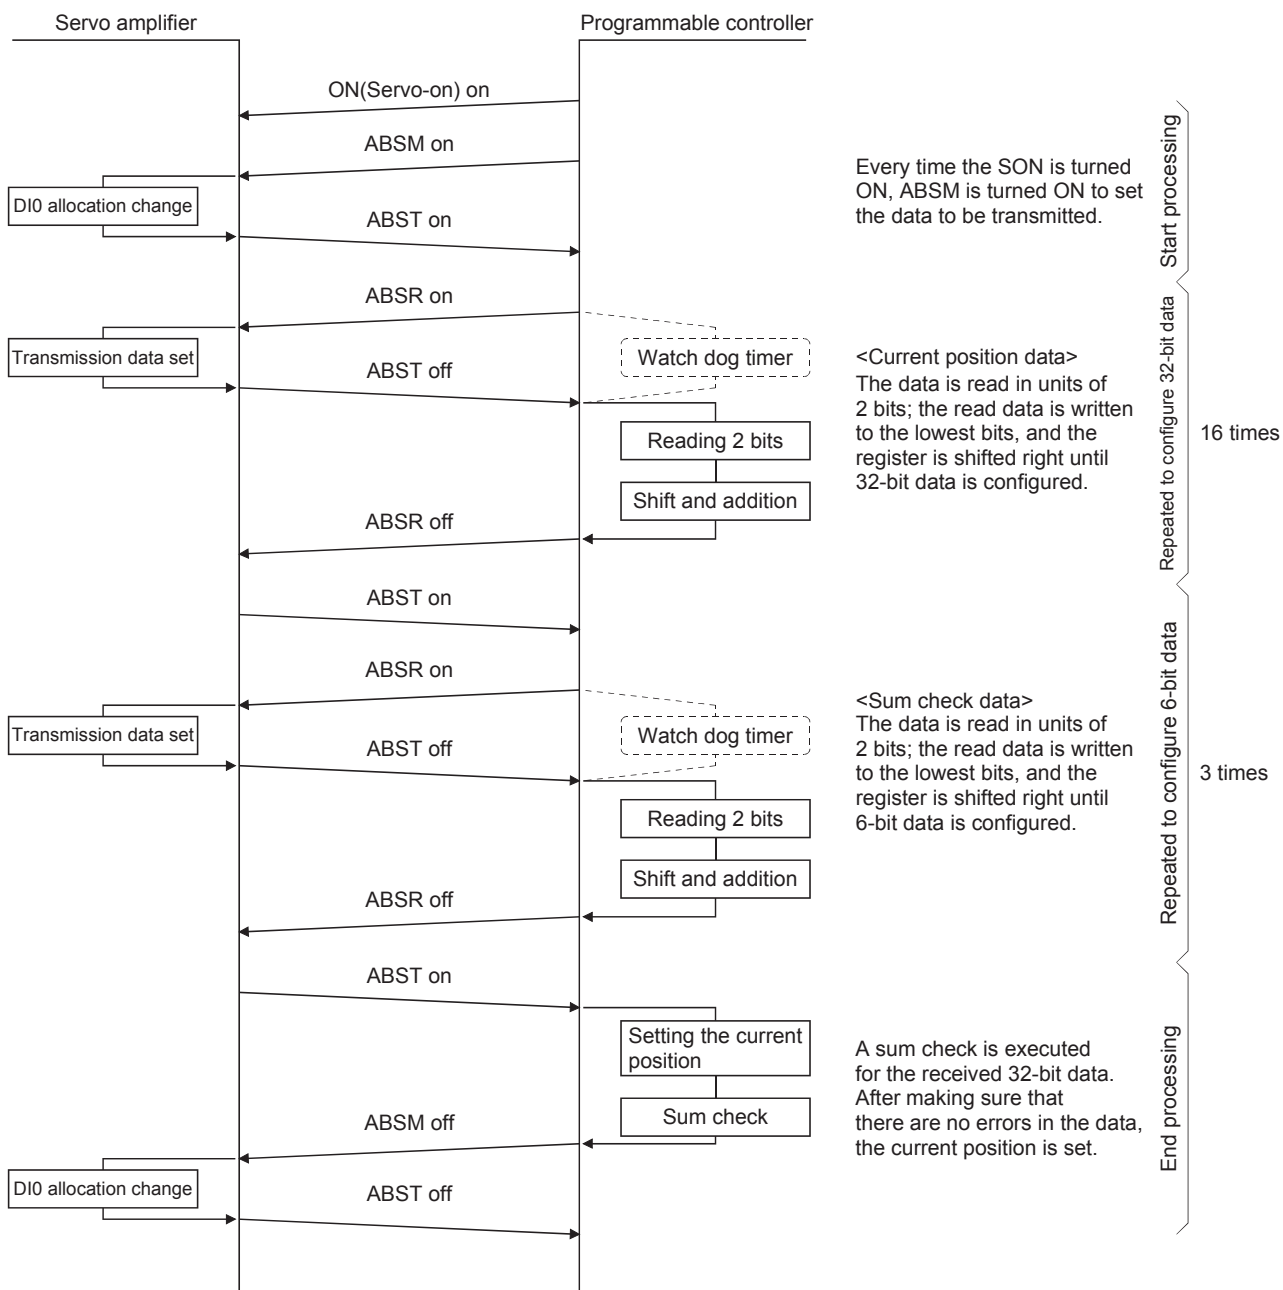 Servo amplifier
Programmable controller
ON(Servo-on) on
ABSM on
DI0 allocation change
ABST on
Every time the SON is turned
ON, ABSM is turned ON to set
the data to be transmitted.
Start processing
ABSR on
Transmission data set
Watch dog timer
ABST off
Reading 2 bits
Shift and addition
ABSR off
<Current position data>
The data is read in units of
2 bits; the read data is written
to the lowest bits, and the
register is shifted right until
32-bit data is configured.
Repeated to configure 32-bit data
16 times
ABST on
ABSR on
Transmission data set
Watch dog timer
ABST off
Reading 2 bits
Shift and addition
ABSR off
<Sum check data>
The data is read in units of
2 bits; the read data is written
to the lowest bits, and the
register is shifted right until
6-bit data is configured.
Repeated to configure 6-bit data
3 times
ABST on
Setting the current
position
Sum check
ABSM off
DI0 allocation change
ABST off
A sum check is executed
for the received 32-bit data.
After making sure that
there are no errors in the data,
the current position is set.
End processing